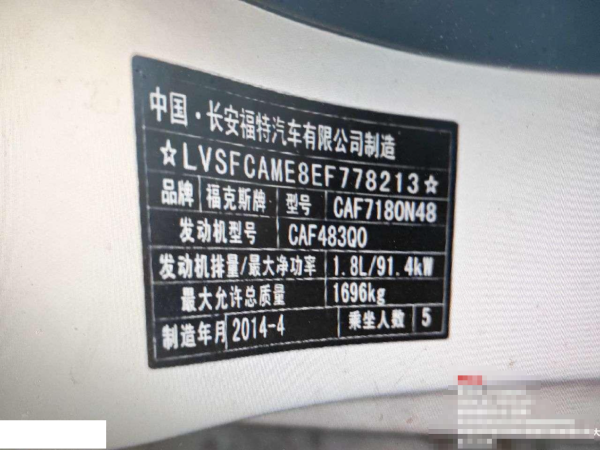 中国·长安福特汽车有限公司制造
☆LVSFCAME8EF778213☆
品牌 福克斯牌 型号 CAF7180N48
发动机型号 CAF483Q0
发动机排量/最大净功率 1.8L/91.4kW
最大允许总质量 1696kg
制造年月 2014-4 乘坐人数 5
大